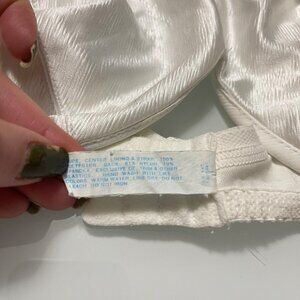 CENTER LINING & STRAP: 100%
POLYESTER BACK: 81% NYLON 19%
SPANDEX EXCLUSIVE OF TRIM & OTHER
ELASTICS. HAND WASH WITH LIKE
COLORS WARM WATER LINE DRY DO NOT
BLEACH DO NOT IRON